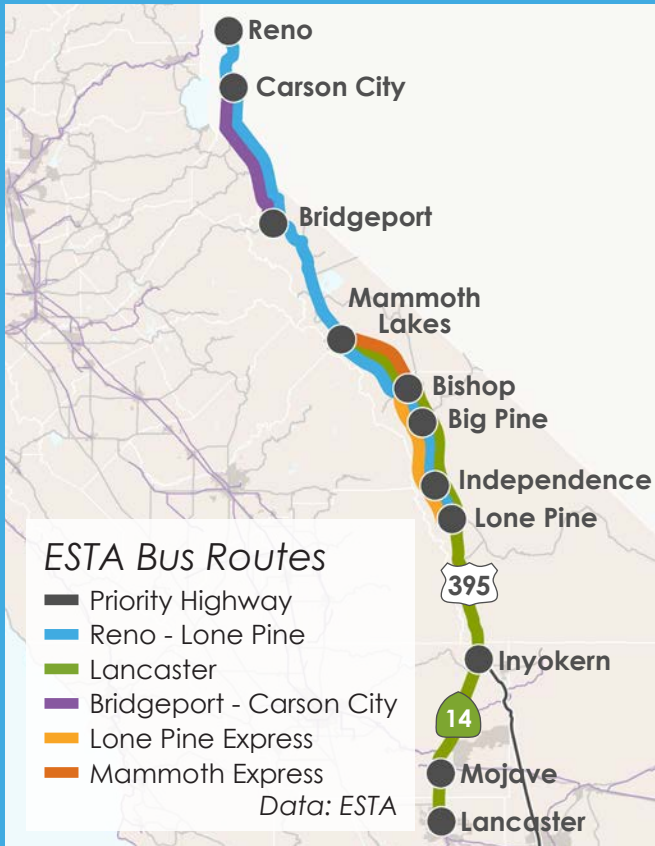 Reno
Carson City
Bridgeport
Mammoth
Lakes
Bishop
Big Pine
Independence
Lone Pine
395
Inyokern
14
Mojave
Lancaster
ESTA Bus Routes
Priority Highway
Reno - Lone Pine
Lancaster
Bridgeport - Carson City
Lone Pine Express
Mammoth Express
Data: ESTA